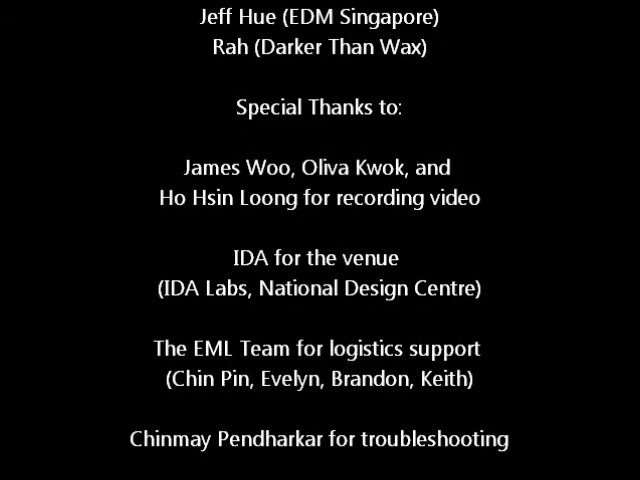 Jeff Hue (EDM Singapore)
Rah (Darker Than Wax)
Special Thanks to:
James Woo, Oliva Kwok, and
Ho Hsin Loong for recording video
IDA for the venue
(IDA Labs, National Design Centre)
The EML Team for logistics support
(Chin Pin, Evelyn, Brandon, Keith)
Chinmay Pendharkar for troubleshooting